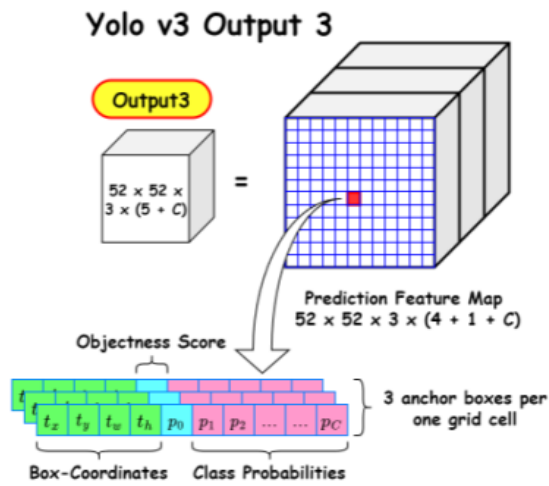 Yolo v3 Output 3
Output3
52 x 52 x
3 x (5 + C)
=
Prediction Feature Map
52 x 52 x 3 x (4 + 1 + C)
Objectness Score
t_x t_y t_w t_h p_0 p_1 p_2 ... ... p_C
3 anchor boxes per
one grid cell
Box-Coordinates
Class Probabilities